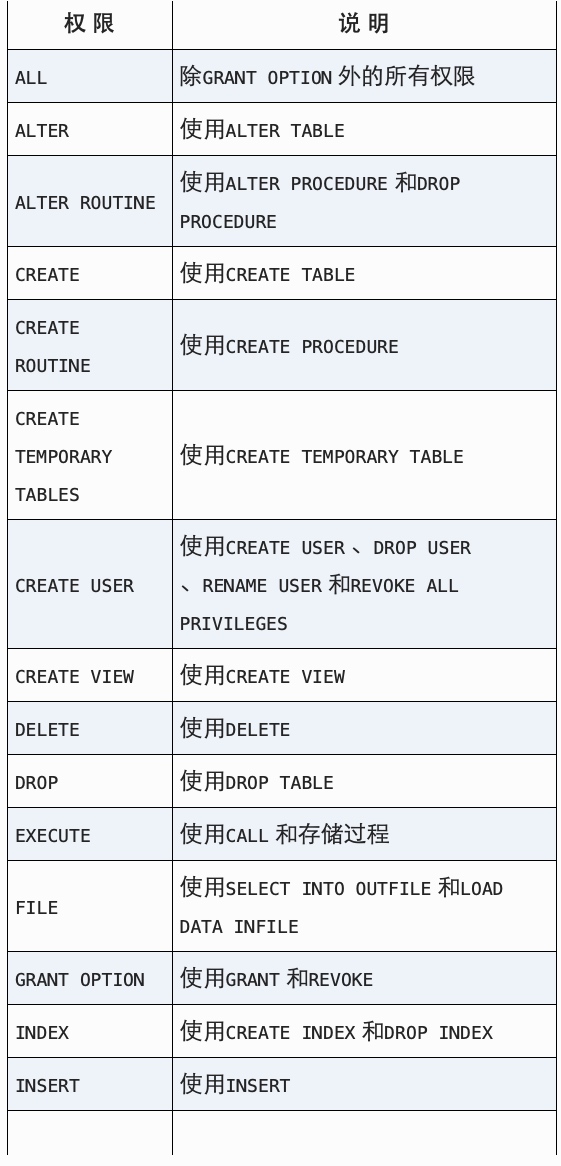 权限 说明
ALL 除GRANT OPTION 外的所有权限
ALTER 使用ALTER TABLE
ALTER ROUTINE 使用ALTER PROCEDURE 和DROP
PROCEDURE
CREATE 使用CREATE TABLE
CREATE
ROUTINE
使用CREATE PROCEDURE
CREATE
TEMPORARY
TABLES
使用CREATE TEMPORARY TABLE
CREATE USER
使用CREATE USER 、DROP USER
、RENAME USER 和REVOKE ALL
PRIVILEGES
CREATE VIEW 使用CREATE VIEW
DELETE 使用DELETE
DROP 使用DROP TABLE
EXECUTE 使用CALL 和存储过程
FILE 使用SELECT INTO OUTFILE 和LOAD
DATA INFILE
GRANT OPTION 使用GRANT 和REVOKE
INDEX 使用CREATE INDEX 和DROP INDEX
INSERT 使用INSERT